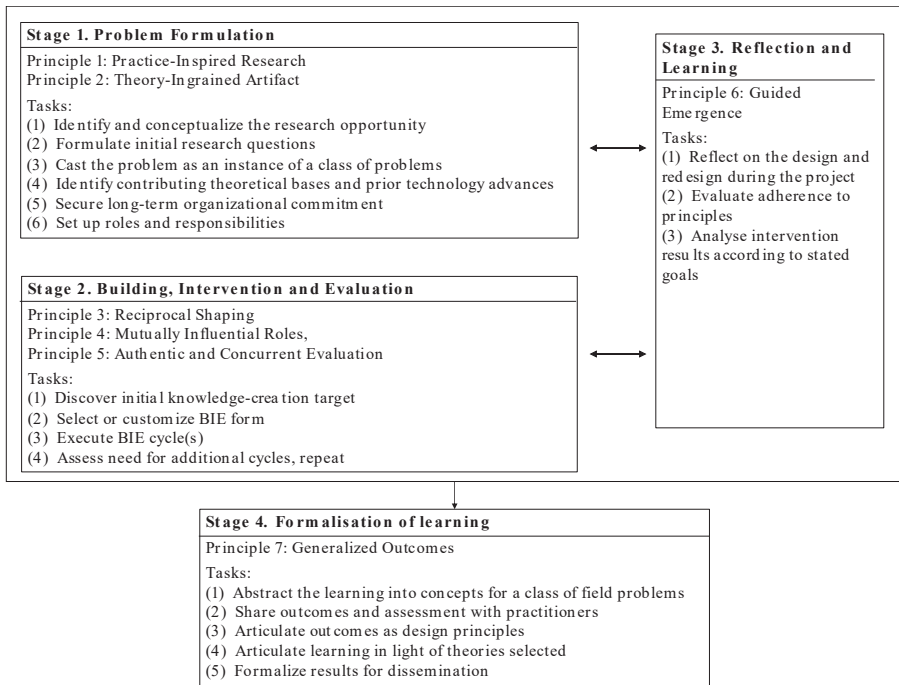 Stage 1. Problem Formulation
Principle 1: Practice-Inspired Research
Principle 2: Theory-Ingrained Artifact
Tasks:
(1) Identify and conceptualize the research opportunity
(2) Formulate initial research questions
(3) Cast the problem as an instance of a class of problems
(4) Identify contributing theoretical bases and prior technology advances
(5) Secure long-term organizational commitment
(6) Set up roles and responsibilities
Stage 2. Building, Intervention and Evaluation
Principle 3: Reciprocal Shaping
Principle 4: Mutually Influential Roles,
Principle 5: Authentic and Concurrent Evaluation
Tasks:
(1) Discover initial knowledge-creation target
(2) Select or customize BIE form
(3) Execute BIE cycle(s)
(4) Assess need for additional cycles, repeat
Stage 3. Reflection and
Learning
Principle 6: Guided
Emergence
Tasks:
(1) Reflect on the design and
redesign during the project
(2) Evaluate adherence to
principles
(3) Analyse intervention
results according to stated
goals
Stage 4. Formalisation of learning
Principle 7: Generalized Outcomes
Tasks:
(1) Abstract the learning into concepts for a class of field problems
(2) Share outcomes and assessment with practitioners
(3) Articulate outcomes as design principles
(4) Articulate learning in light of theories selected
(5) Formalize results for dissemination